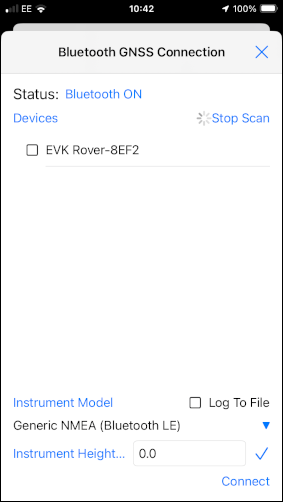 EE 10:42 100%
Bluetooth GNSS Connection
Status: Bluetooth ON
Devices Stop Scan
EVK Rover-8EF2
Instrument Model Log To File
Generic NMEA (Bluetooth LE)
Instrument Height... 0.0
Connect